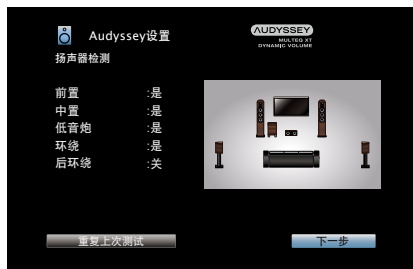 Audyssey设置
AUDYSSEY
MULTEQ XT
DYNAMIC VOLUME
扬声器检测
前置 :是
中置 :是
低音炮 :是
环绕 :是
后环绕 :关
重复上次测试
下一步